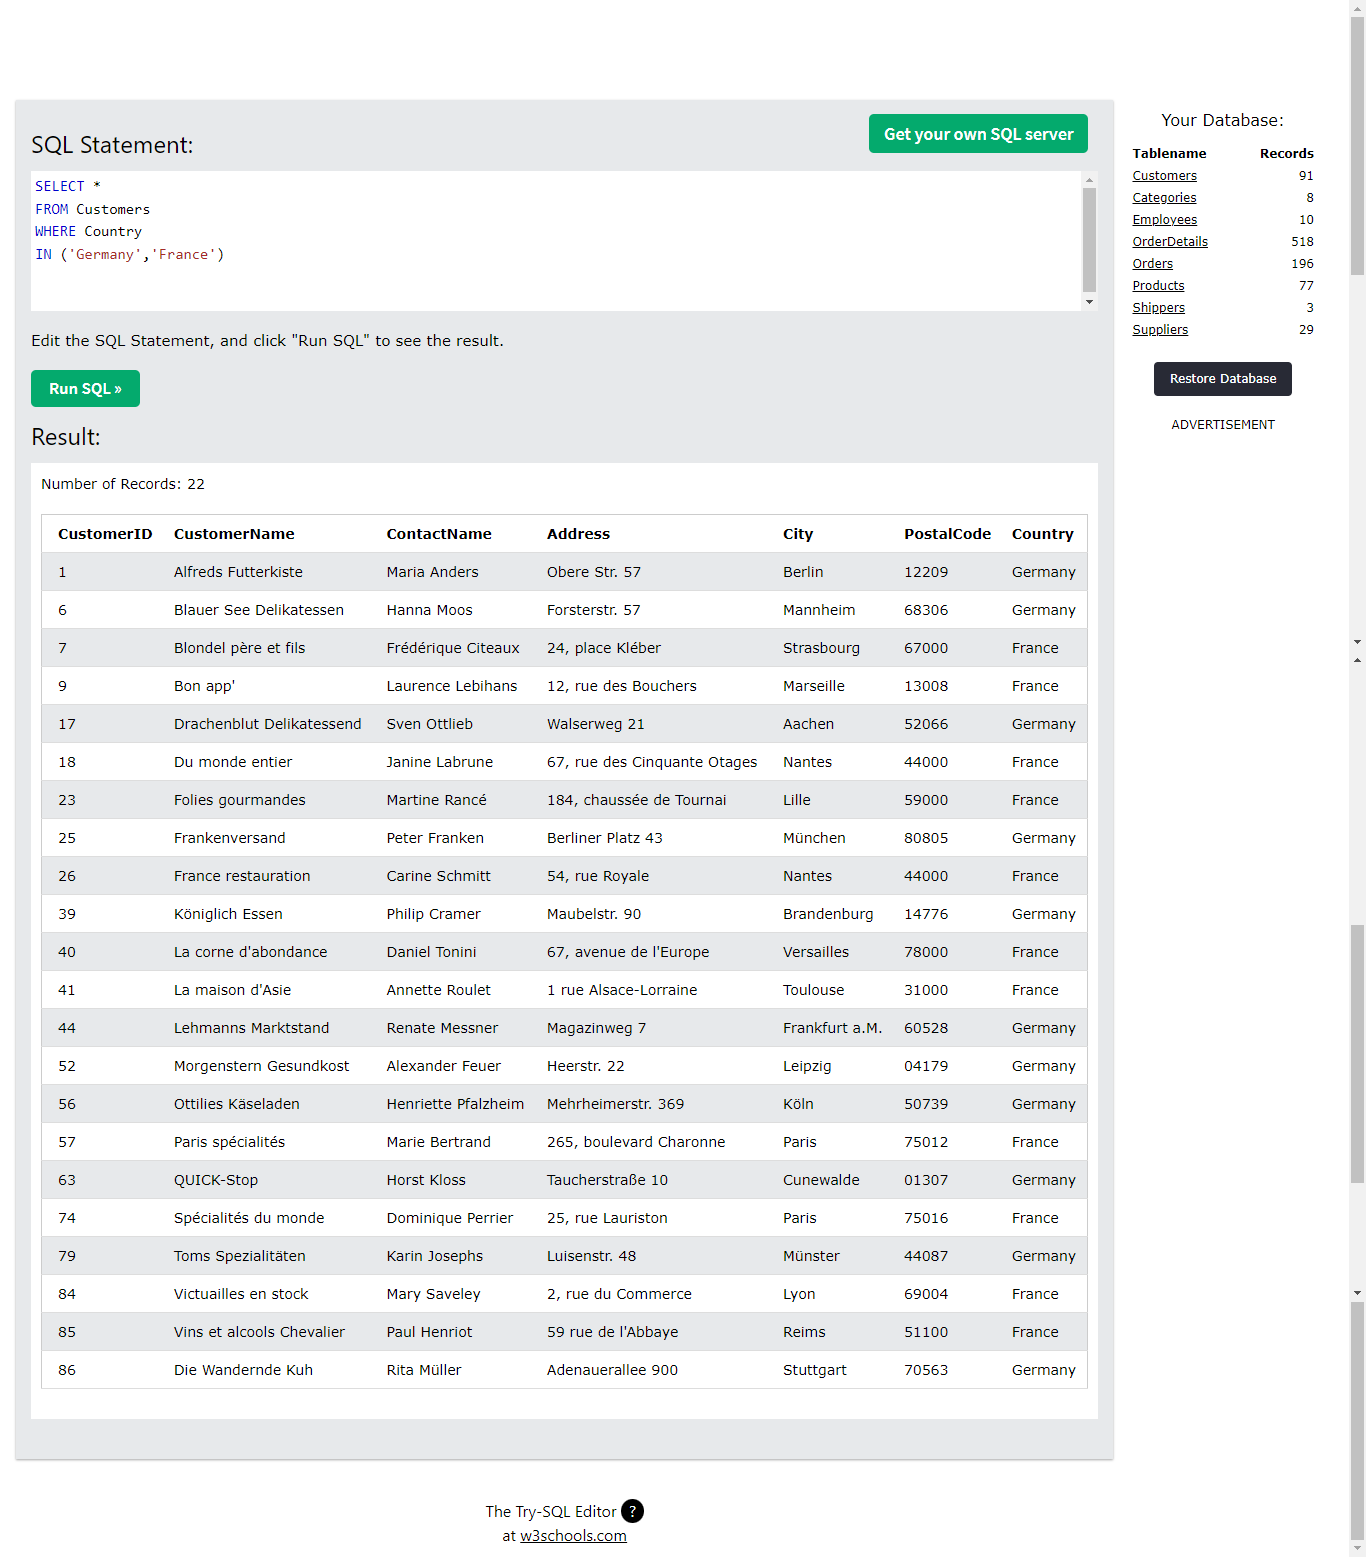 SQL Statement:
Get your own SQL server
SELECT *
FROM Customers
WHERE Country
IN ('Germany','France')
Edit the SQL Statement, and click "Run SQL" to see the result.
Run SQL »
Result:
Number of Records: 22
CustomerID CustomerName ContactName Address City PostalCode Country
1 Alfreds Futterkiste Maria Anders Obere Str. 57 Berlin 12209 Germany
6 Blauer See Delikatessen Hanna Moos Forsterstr. 57 Mannheim 68306 Germany
7 Blondel père et fils Frédérique Citeaux 24, place Kléber Strasbourg 67000 France
9 Bon app' Laurence Lebihans 12, rue des Bouchers Marseille 13008 France
17 Drachenblut Delikatessend Sven Ottlieb Walserweg 21 Aachen 52066 Germany
18 Du monde entier Janine Labrune 67, rue des Cinquante Otages Nantes 44000 France
23 Folies gourmandes Martine Rancé 184, chaussée de Tournai Lille 59000 France
25 Frankenversand Peter Franken Berliner Platz 43 München 80805 Germany
26 France restauration Carine Schmitt 54, rue Royale Nantes 44000 France
39 Königlich Essen Philip Cramer Maubelstr. 90 Brandenburg 14776 Germany
40 La corne d'abondance Daniel Tonini 67, avenue de l'Europe Versailles 78000 France
41 La maison d'Asie Annette Roulet 1 rue Alsace-Lorraine Toulouse 31000 France
44 Lehmanns Marktstand Renate Messner Magazinweg 7 Frankfurt a.M. 60528 Germany
52 Morgenstern Gesundkost Alexander Feuer Heerstr. 22 Leipzig 04179 Germany
56 Ottilies Käseladen Henriette Pfalzheim Mehrheimerstr. 369 Köln 50739 Germany
57 Paris spécialités Marie Bertrand 265, boulevard Charonne Paris 75012 France
63 QUICK-Stop Horst Kloss Taucherstraße 10 Cunewalde 01307 Germany
74 Spécialités du monde Dominique Perrier 25, rue Lauriston Paris 75016 France
79 Toms Spezialitäten Karin Josephs Luisenstr. 48 Münster 44087 Germany
84 Victuailles en stock Mary Saveley 2, rue du Commerce Lyon 69004 France
85 Vins et alcools Chevalier Paul Henriot 59 rue de l'Abbaye Reims 51100 France
86 Die Wandernde Kuh Rita Müller Adenauerallee 900 Stuttgart 70563 Germany
Your Database:
Tablename Records
Customers 91
Categories 8
Employees 10
OrderDetails 518
Orders 196
Products 77
Shippers 3
Suppliers 29
Restore Database
ADVERTISEMENT
The Try-SQL Editor ?
at w3schools.com